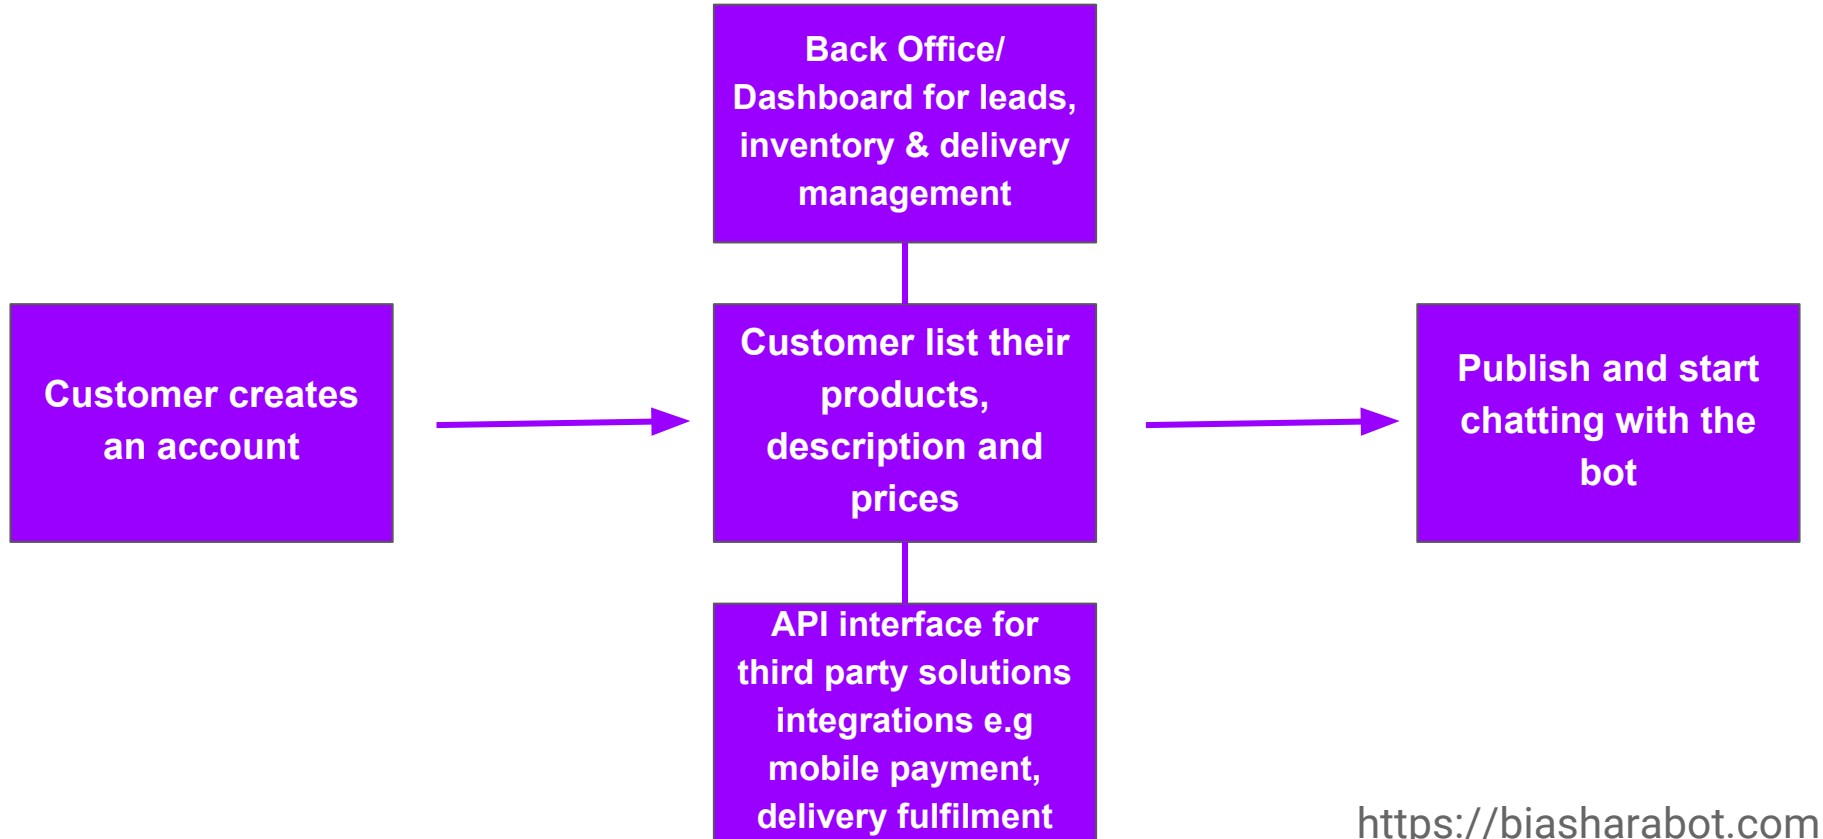 Back Office/
Dashboard for leads,
inventory & delivery
management
Customer creates
an account
Customer list their
products,
description and
prices
Publish and start
chatting with the
bot
API interface for
third party solutions
integrations e.g
mobile payment,
delivery fulfilment
https://biasharabot.com